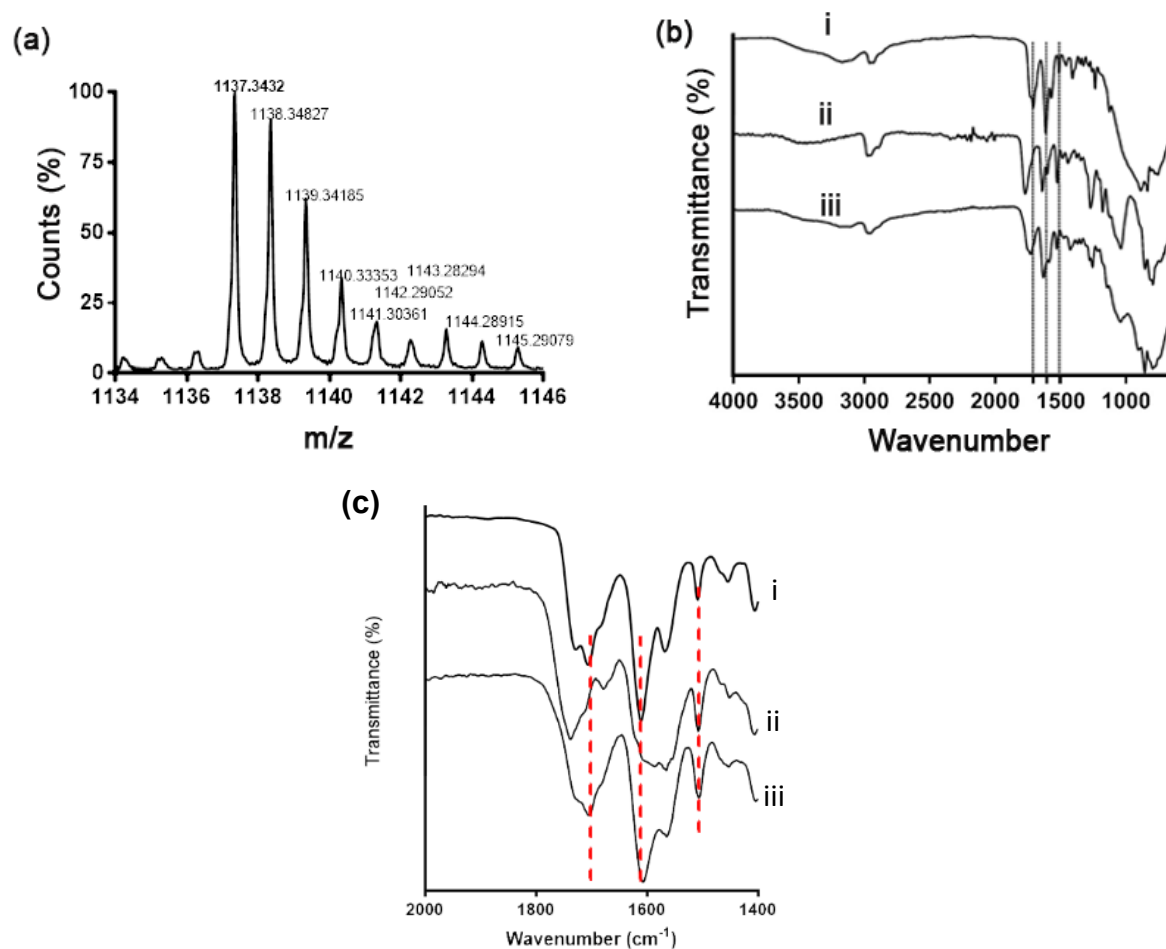 (a)
Counts (%)
100
75
50
25
0
1137.3432
1138.34827
1139.34185
1140.33353
1143.28294
1142.29052
1141.30361
1144.28915
1145.29079
1134 1136 1138 1140 1142 1144 1146
m/z
(b)
Transmittance (%)
i
ii
iii
4000 3500 3000 2500 2000 1500 1000
Wavenumber
(c)
Transmittance (%)
i
ii
iii
2000 1800 1600 1400
Wavenumber (cm⁻¹)